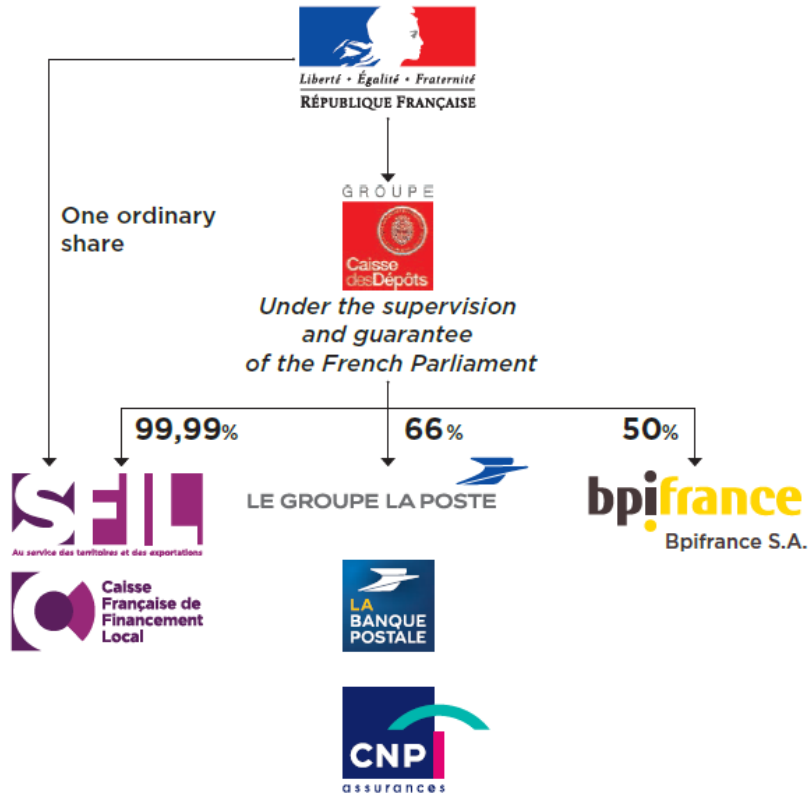 Liberté • Égalité • Fraternité
RÉPUBLIQUE FRANÇAISE
One ordinary
share
GROUPE
Caisse
desDépôts
Under the supervision
and guarantee
of the French Parliament
99,99%
66%
50%
SFIL
Au service des territoires et des exportations
LE GROUPE LA POSTE
bpifrance
Bpifrance S.A.
Caisse
Française de
Financement
Local
LA
BANQUE
POSTALE
CNP
assurances